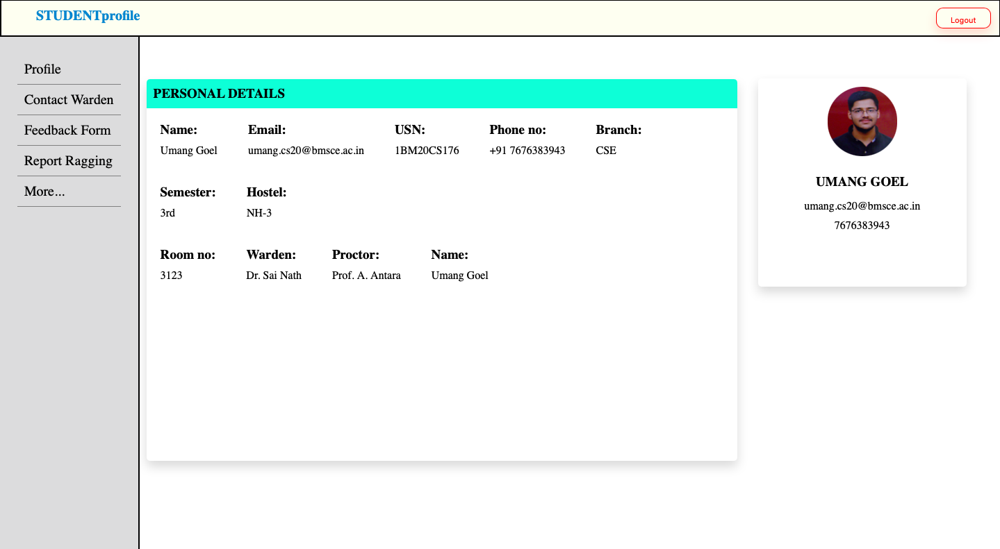 STUDENTprofile
Logout
Profile
Contact Warden
Feedback Form
Report Ragging
More...
PERSONAL DETAILS
Name: Email: USN: Phone no: Branch:
Umang Goel umang.cs20@bmsce.ac.in 1BM20CS176 +91 7676383943 CSE
Semester: Hostel:
3rd NH-3
Room no: Warden: Proctor: Name:
3123 Dr. Sai Nath Prof. A. Antara Umang Goel
UMANG GOEL
umang.cs20@bmsce.ac.in
7676383943